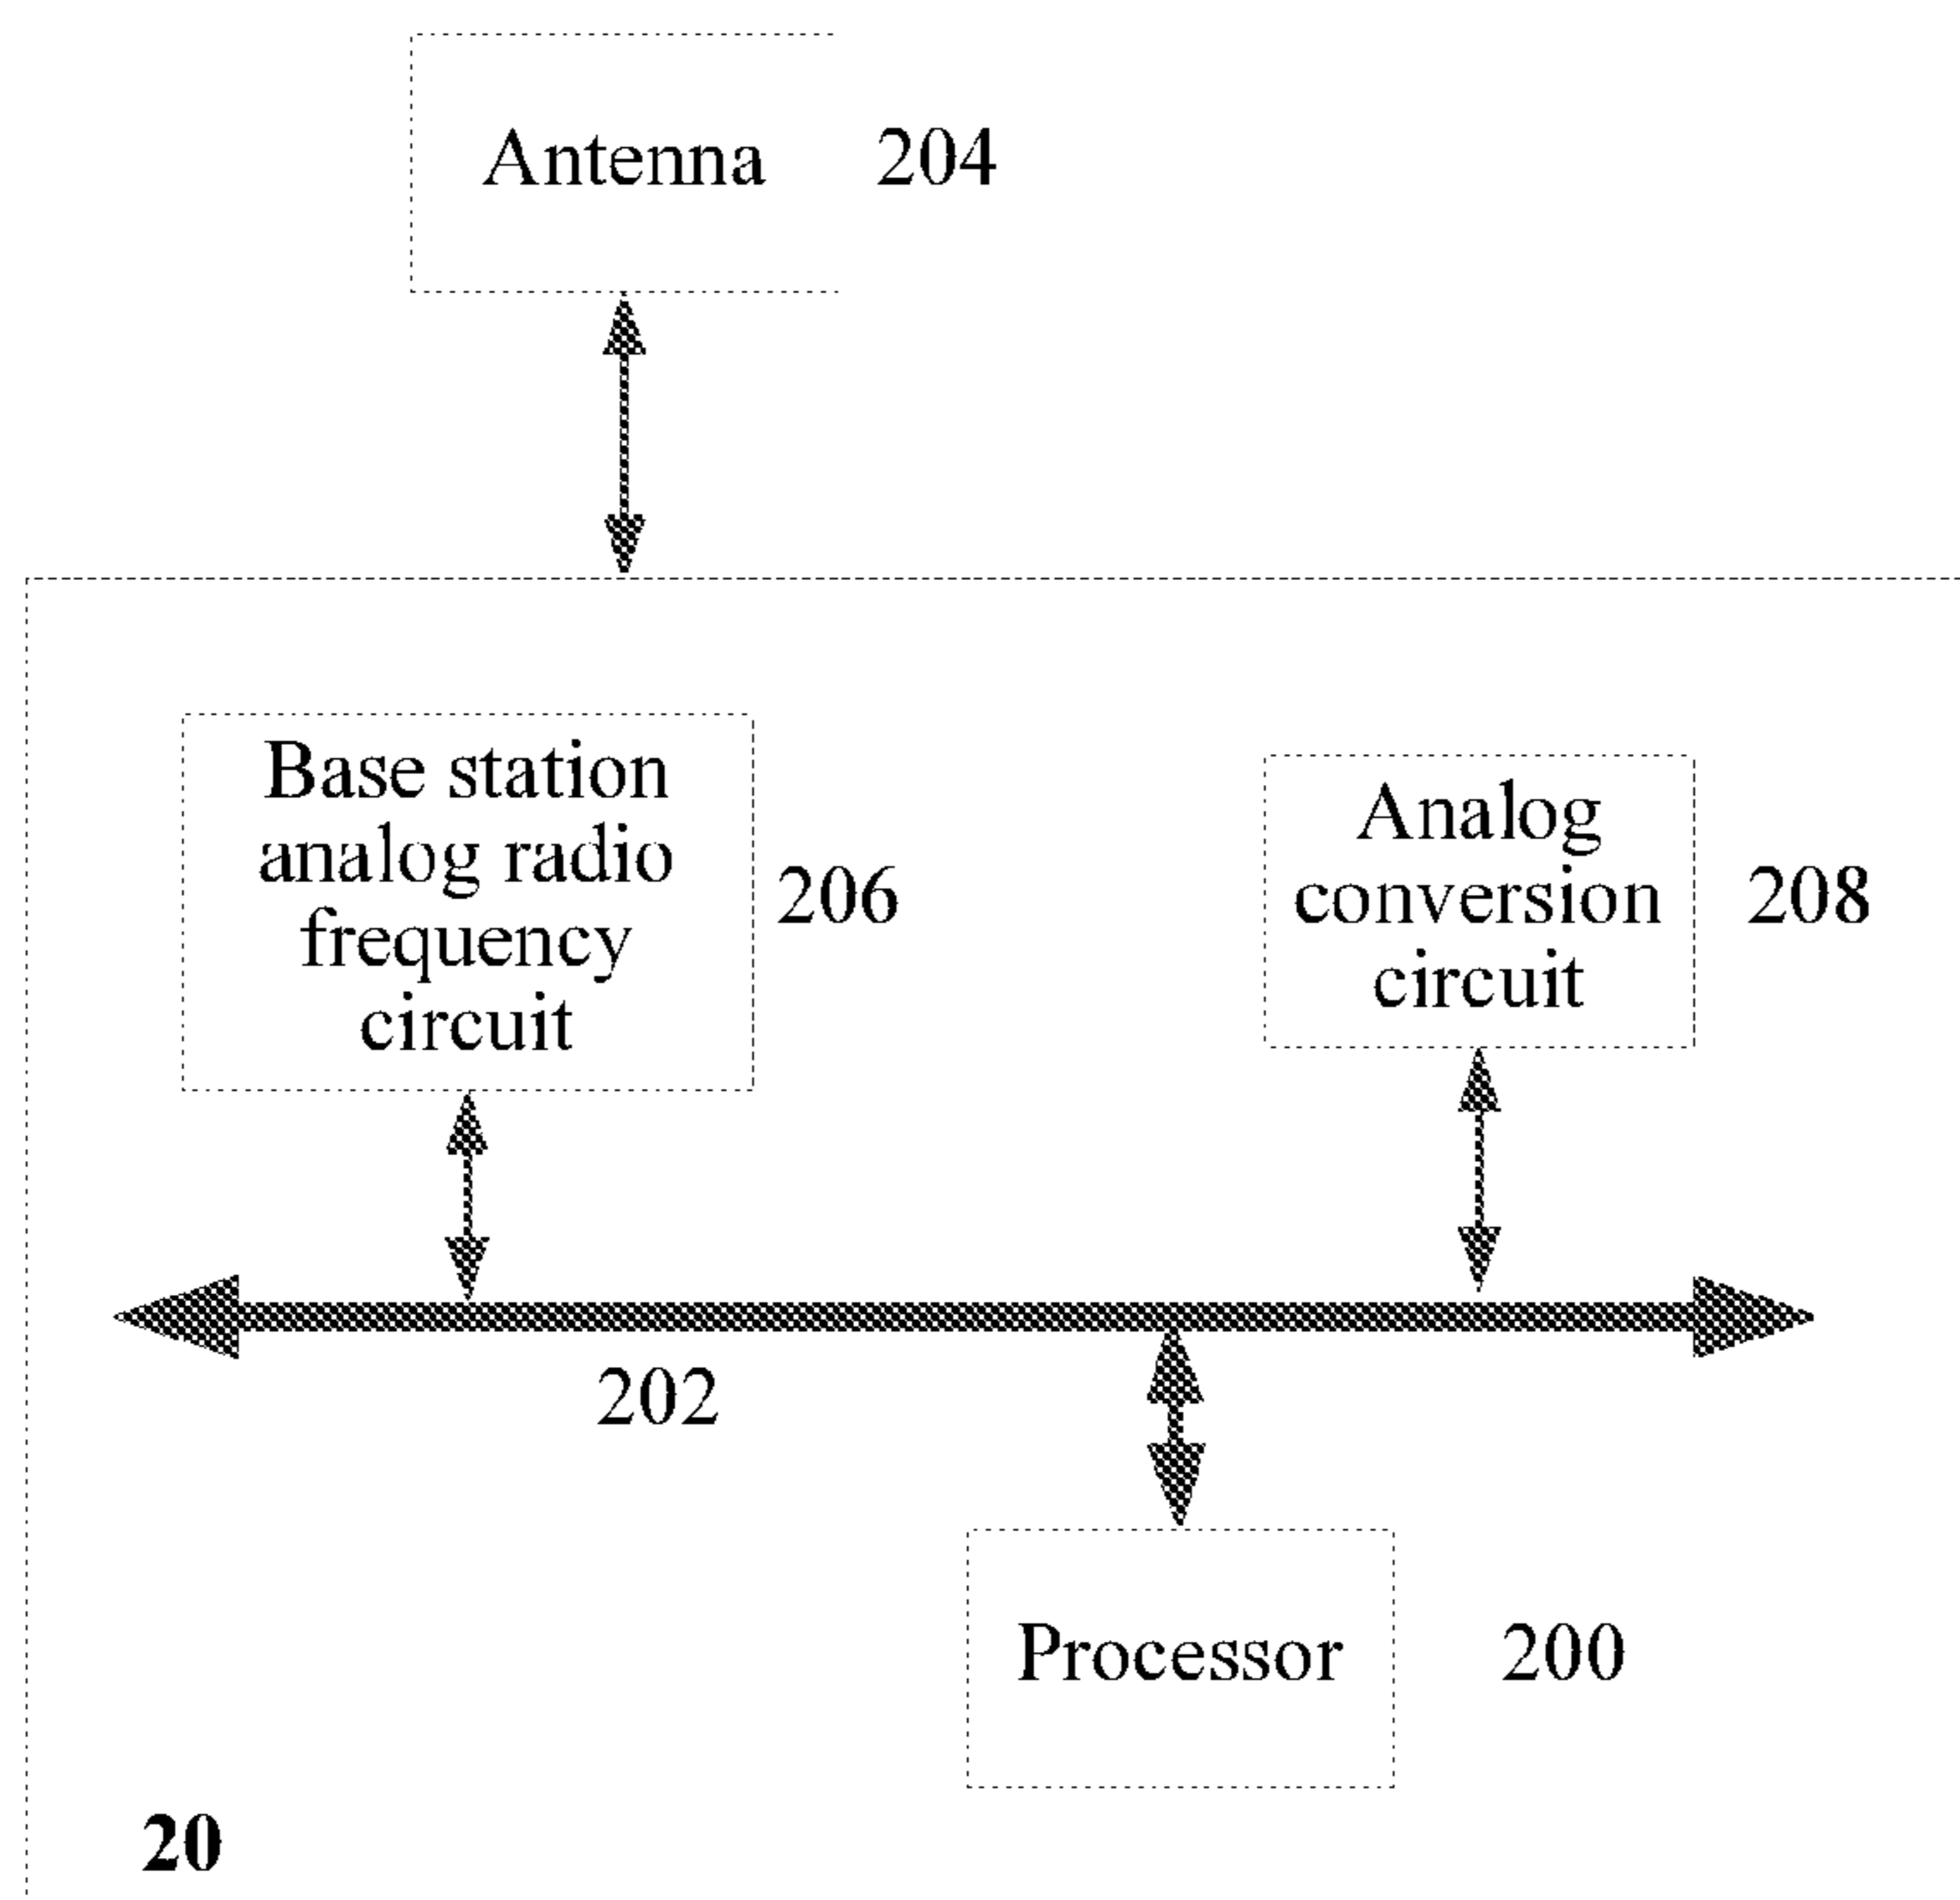 Antenna 204
Base station
analog radio
frequency
circuit
206
Analog
conversion
circuit
208
202
Processor 200
20